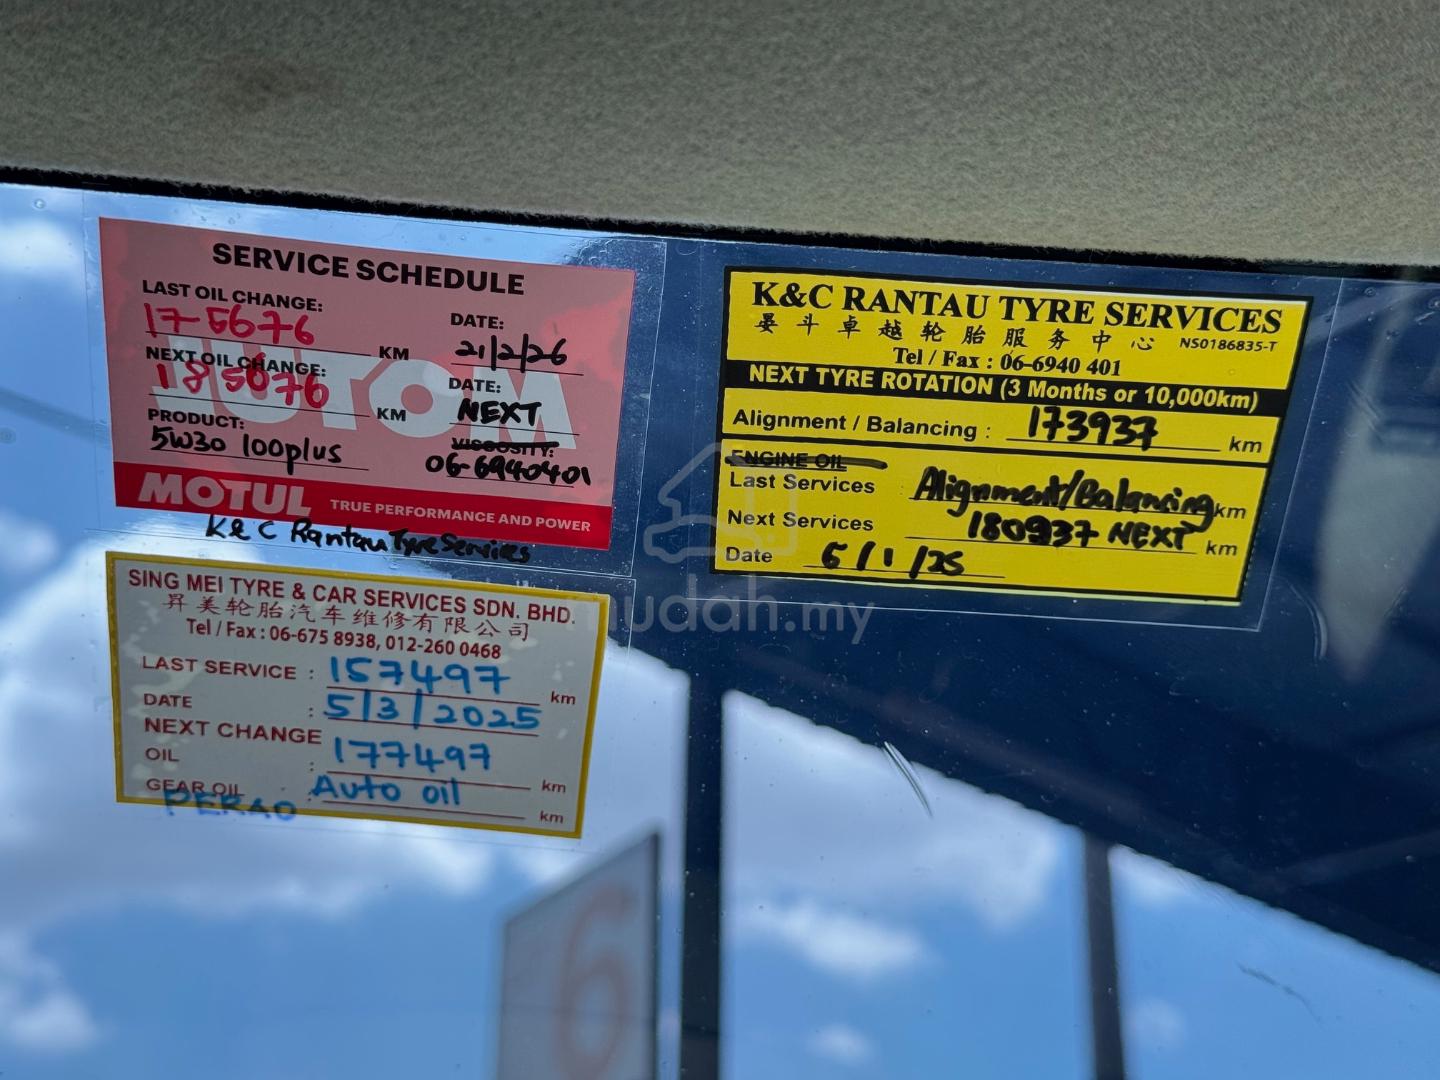 SERVICE SCHEDULE
LAST OIL CHANGE:
175676 KM
DATE:
21/2/26
NEXT OIL CHANGE:
185676 KM
DATE:
NEXT
PRODUCT:
5W30 100plus
VISCOSITY:
06-6940401
MOTUL
MOTUL TRUE PERFORMANCE AND POWER
K & C Rantau Tyre Services
SING MEI TYRE & CAR SERVICES SDN. BHD.
昇美轮胎汽车维修有限公司
Tel / Fax : 06-675 8938, 012-260 0468
LAST SERVICE : 157497 km
DATE : 5/3/2025
NEXT CHANGE
OIL : 177497 km
GEAR OIL : Auto oil km
PERAO
K&C RANTAU TYRE SERVICES
晏斗卓越轮胎服务中心 NS0186835-T
Tel / Fax : 06-6940 401
NEXT TYRE ROTATION (3 Months or 10,000km)
Alignment / Balancing : 173937 km
ENGINE OIL
Last Services Alignment/Balancing km
Next Services 180937 NEXT km
Date 6/1/25
mudah.my
6